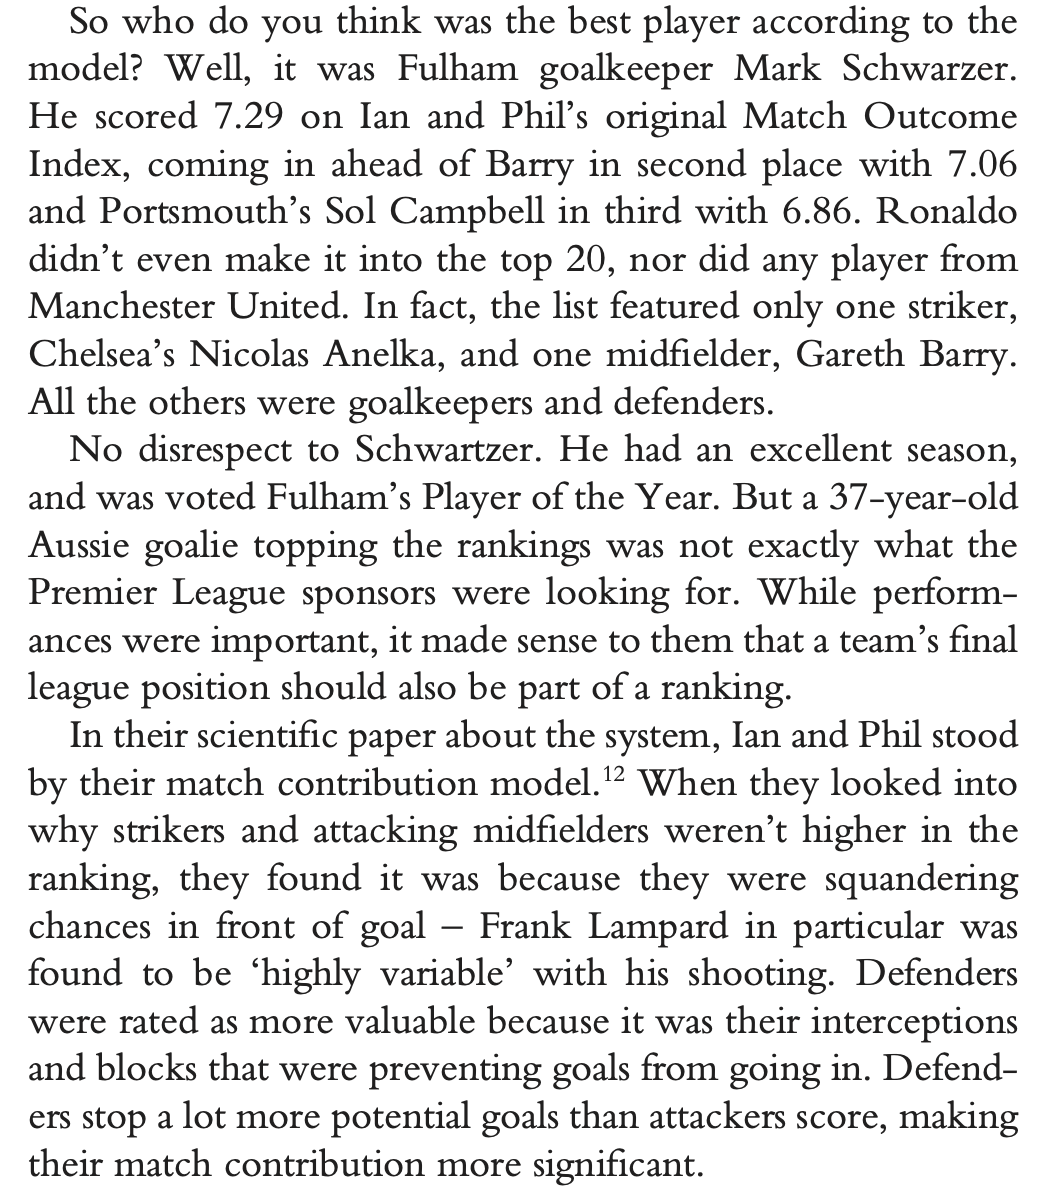 So who do you think was the best player according to the
model? Well, it was Fulham goalkeeper Mark Schwarzer.
He scored 7.29 on Ian and Phil’s original Match Outcome
Index, coming in ahead of Barry in second place with 7.06
and Portsmouth’s Sol Campbell in third with 6.86. Ronaldo
didn’t even make it into the top 20, nor did any player from
Manchester United. In fact, the list featured only one striker,
Chelsea’s Nicolas Anelka, and one midfielder, Gareth Barry.
All the others were goalkeepers and defenders.
No disrespect to Schwartzer. He had an excellent season,
and was voted Fulham’s Player of the Year. But a 37-year-old
Aussie goalie topping the rankings was not exactly what the
Premier League sponsors were looking for. While perform-
ances were important, it made sense to them that a team’s final
league position should also be part of a ranking.
In their scientific paper about the system, Ian and Phil stood
by their match contribution model.12 When they looked into
why strikers and attacking midfielders weren’t higher in the
ranking, they found it was because they were squandering
chances in front of goal – Frank Lampard in particular was
found to be ‘highly variable’ with his shooting. Defenders
were rated as more valuable because it was their interceptions
and blocks that were preventing goals from going in. Defend-
ers stop a lot more potential goals than attackers score, making
their match contribution more significant.